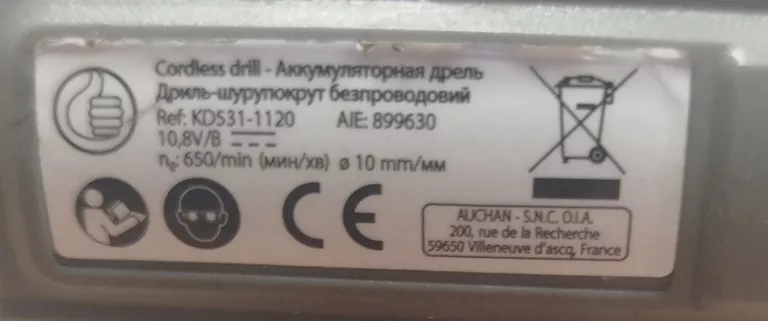 Cordless drill - Аккумуляторная дрель
Дриль-шурупокрут безпроводовий
Ref: KD531-1120 AIE: 899630
10,8V/В
n₀: 650/min (мин/хв) ø 10 mm/мм
CE
AUCHAN - S.N.C. O.I.A.
200, rue de la Recherche
59650 Villeneuve d'ascq, France